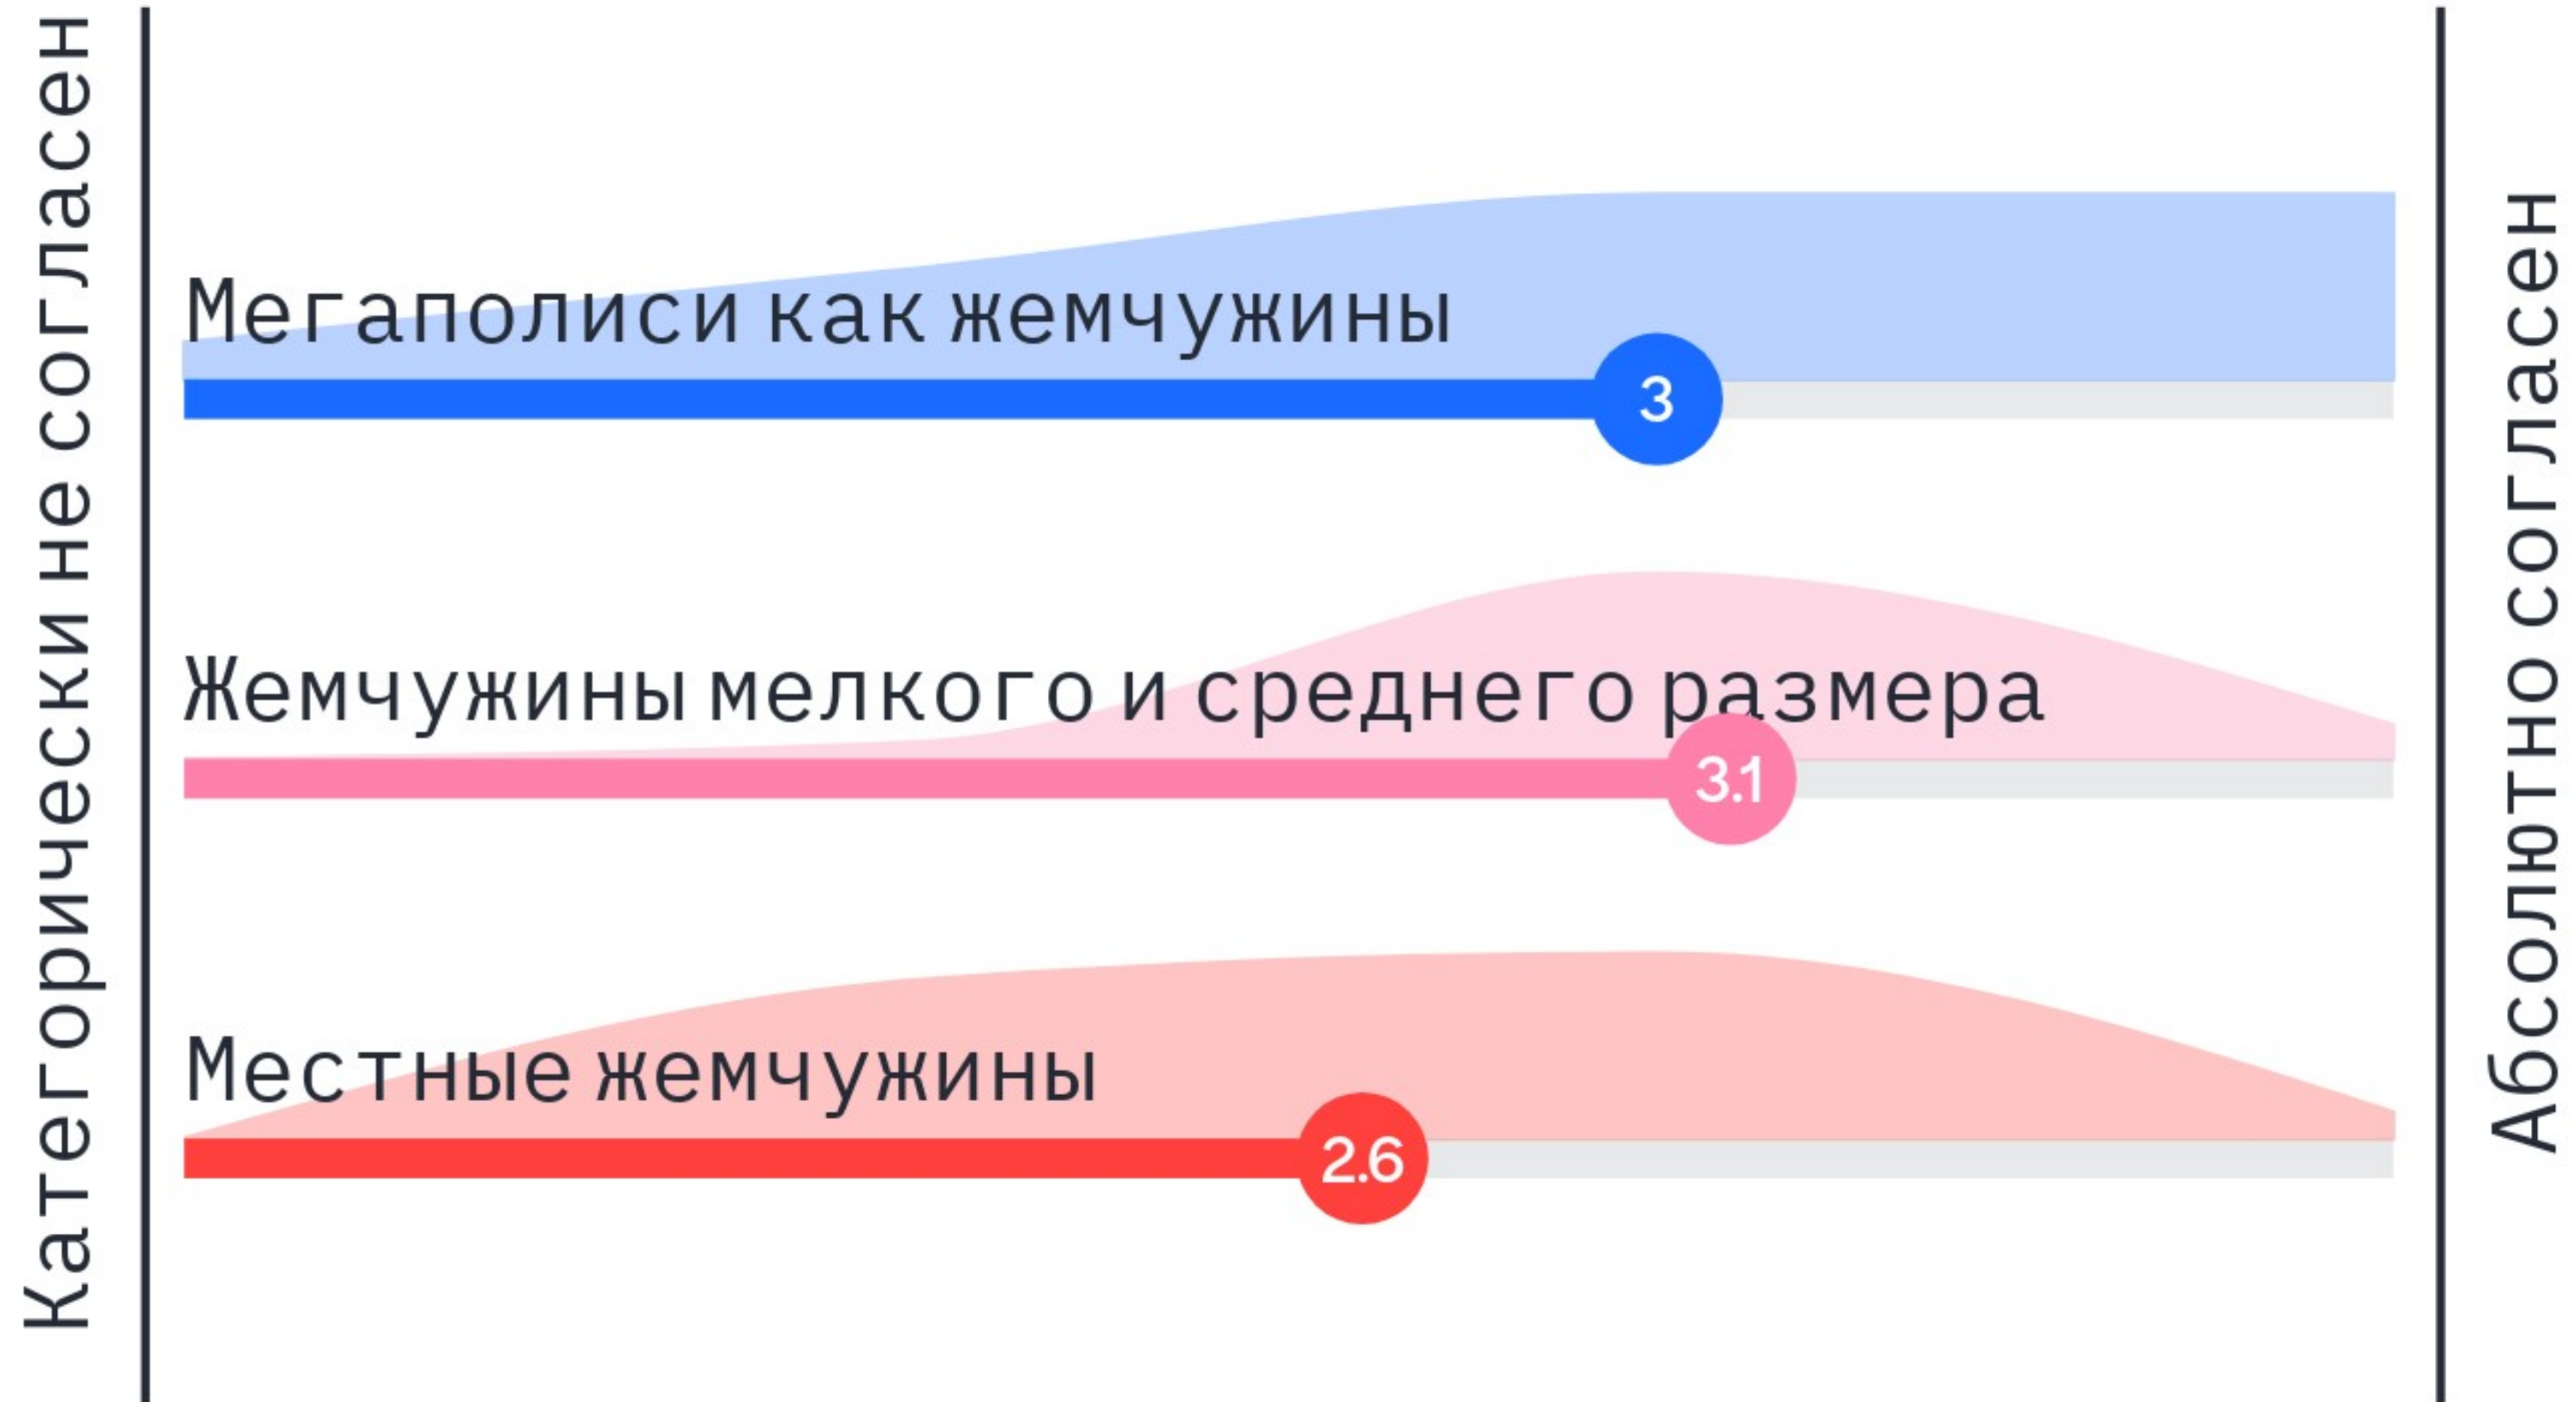 Категорически не согласен
Мегаполиси как жемчужины
3
Жемчужины мелкого и среднего размера
3.1
Местные жемчужины
2.6
Абсолютно согласен